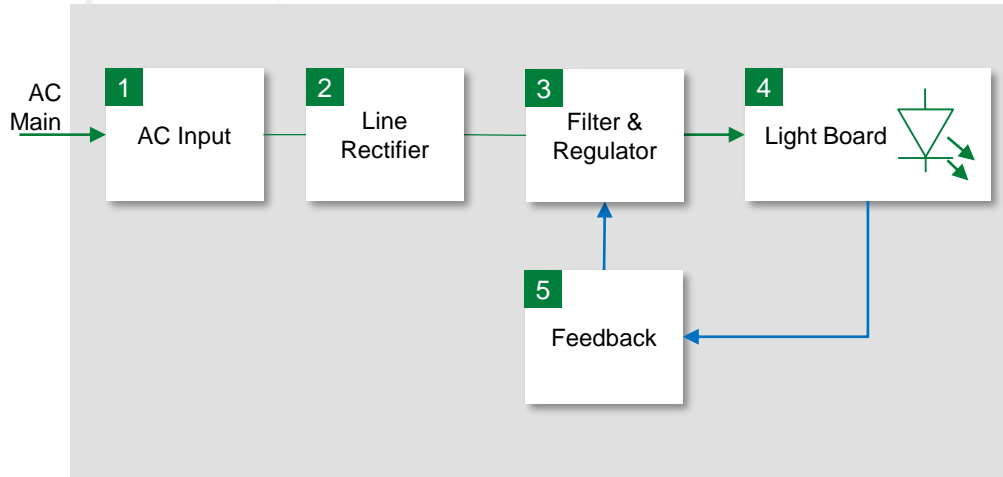 AC
Main
1
AC Input
2
Line
Rectifier
3
Filter &
Regulator
4
Light Board
5
Feedback